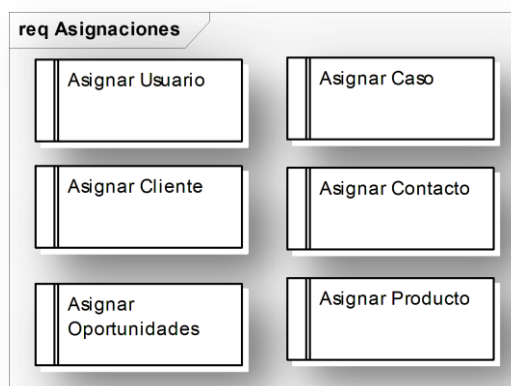 req Asignaciones
Asignar Usuario
Asignar Caso
Asignar Cliente
Asignar Contacto
Asignar
Oportunidades
Asignar Producto